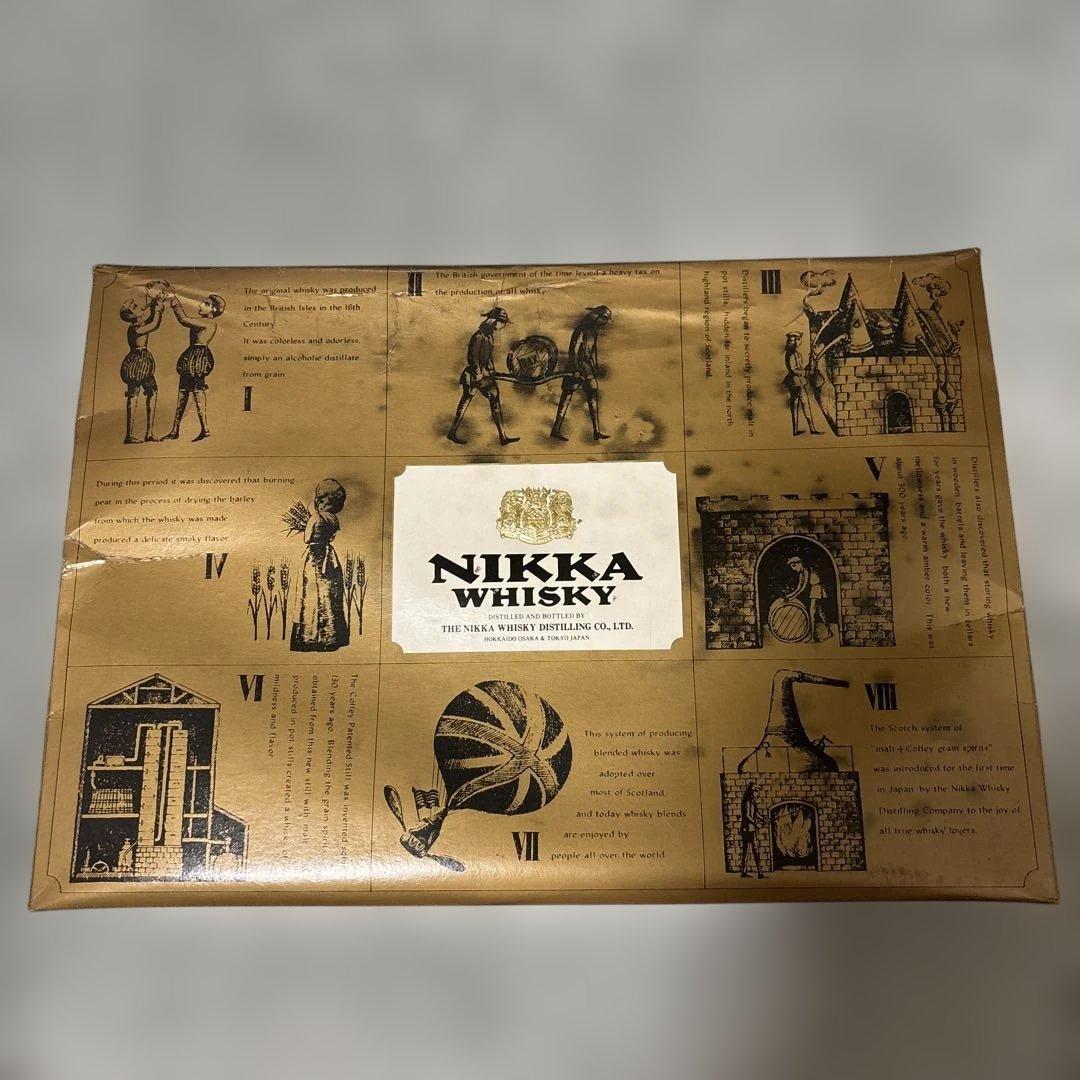 The original whisky was produced
in the British Isles in the 16th
Century.
It was colorless and odorless,
simply an alcoholic distillate
from grain.
I
II
The British government of the time levied a heavy tax on
the production of all whisky.
III
Distillers began to secretly produce malt in
pot stills, hidden far inland in the north
highland region of Scotland.
During this period it was discovered that burning
peat in the process of drying the barley
from which the whisky was made
produced a delicate smoky flavor.
IV
NIKKA
WHISKY
DISTILLED AND BOTTLED BY
THE NIKKA WHISKY DISTILLING CO., LTD.
HOKKAIDO OSAKA & TOKYO JAPAN
V
Distillers also discovered that storing whisky
in wooden barrels and leaving them in cellars
for years gave the whisky both a new
mellowness and a warm amber color. This was
about 300 years ago.
VI
The Coffey Patented Still was invented some
130 years ago. Blending the grain spirits
obtained from this new still with malt
produced in pot stills created a whisky of
mildness and flavor.
This system of producing
blended whisky was
adopted over
most of Scotland,
and today whisky blends
are enjoyed by
people all over the world.
VII
VIII
The Scotch system of
"malt + Coffey grain spirits"
was introduced for the first time
in Japan by the Nikka Whisky
Distilling Company to the joy of
all true whisky lovers.